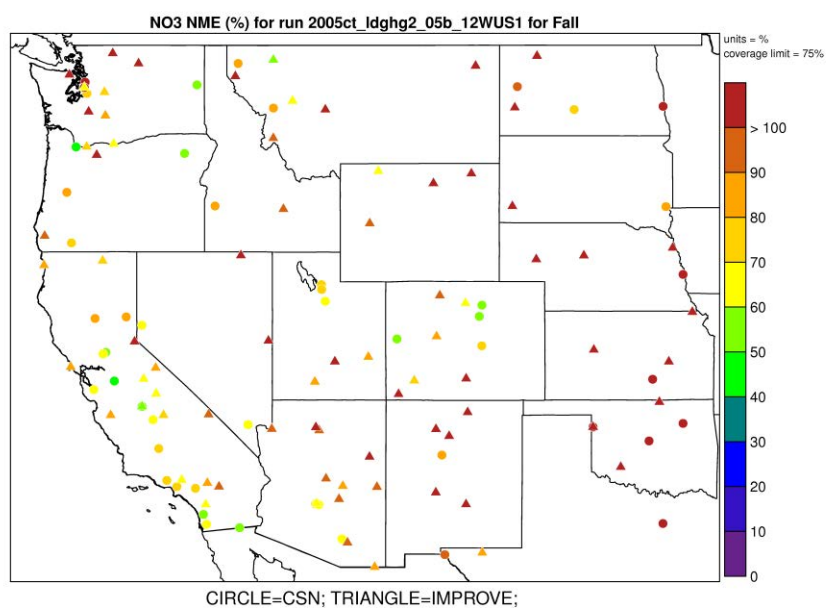 NO3 NME (%) for run 2005ct_ldghg2_05b_12WUS1 for Fall
units = %
coverage limit = 75%
> 100
90
80
70
60
50
40
30
20
10
0
CIRCLE=CSN; TRIANGLE=IMPROVE;